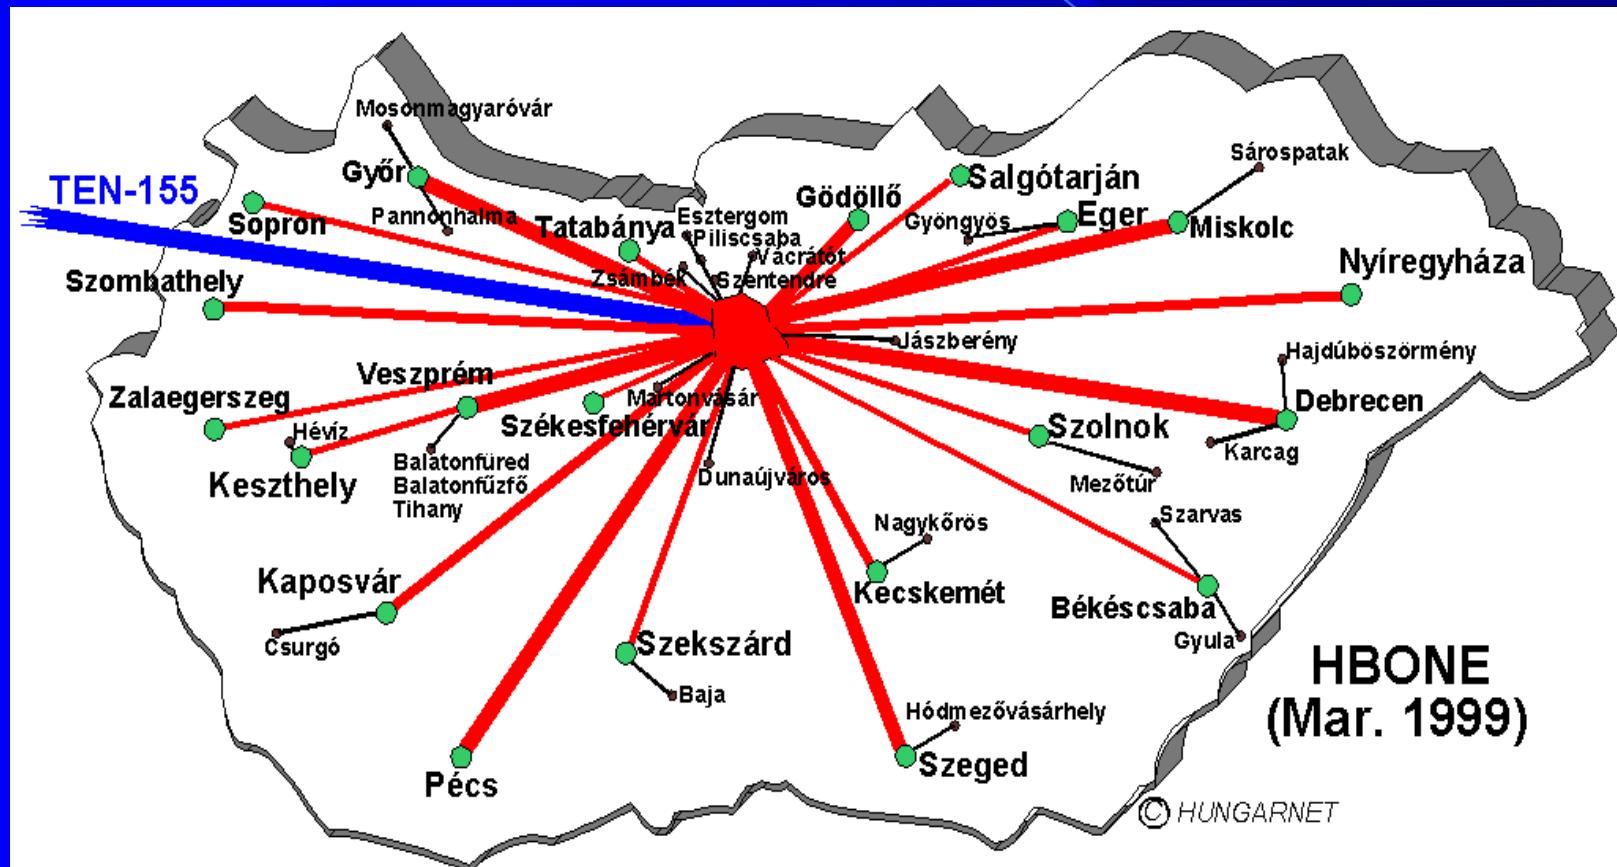 Mosonmagyaróvár
Győr
TEN-155
Sopron
Pannonhalma
Tatabánya
Esztergom
Piliscsaba
Vácrátót
Zsámbék
Szentendre
Gödöllő
Salgótarján
Gyöngyös
Eger
Sárospatak
Miskolc
Nyíregyháza
Szombathely
Jászberény
Hajdúböszörmény
Veszprém
Zalaegerszeg
Hévíz
Keszthely
Balatonfüred
Balatonfűzfő
Tihany
Martonvásár
Székesfehérvár
Dunaújváros
Szolnok
Debrecen
Karcag
Mezőtúr
Szarvas
Nagykőrös
Kecskemét
Békéscsaba
Gyula
Kaposvár
Csurgó
Szekszárd
Baja
Pécs
Hódmezővásárhely
Szeged
HBONE
(Mar. 1999)
© HUNGARNET